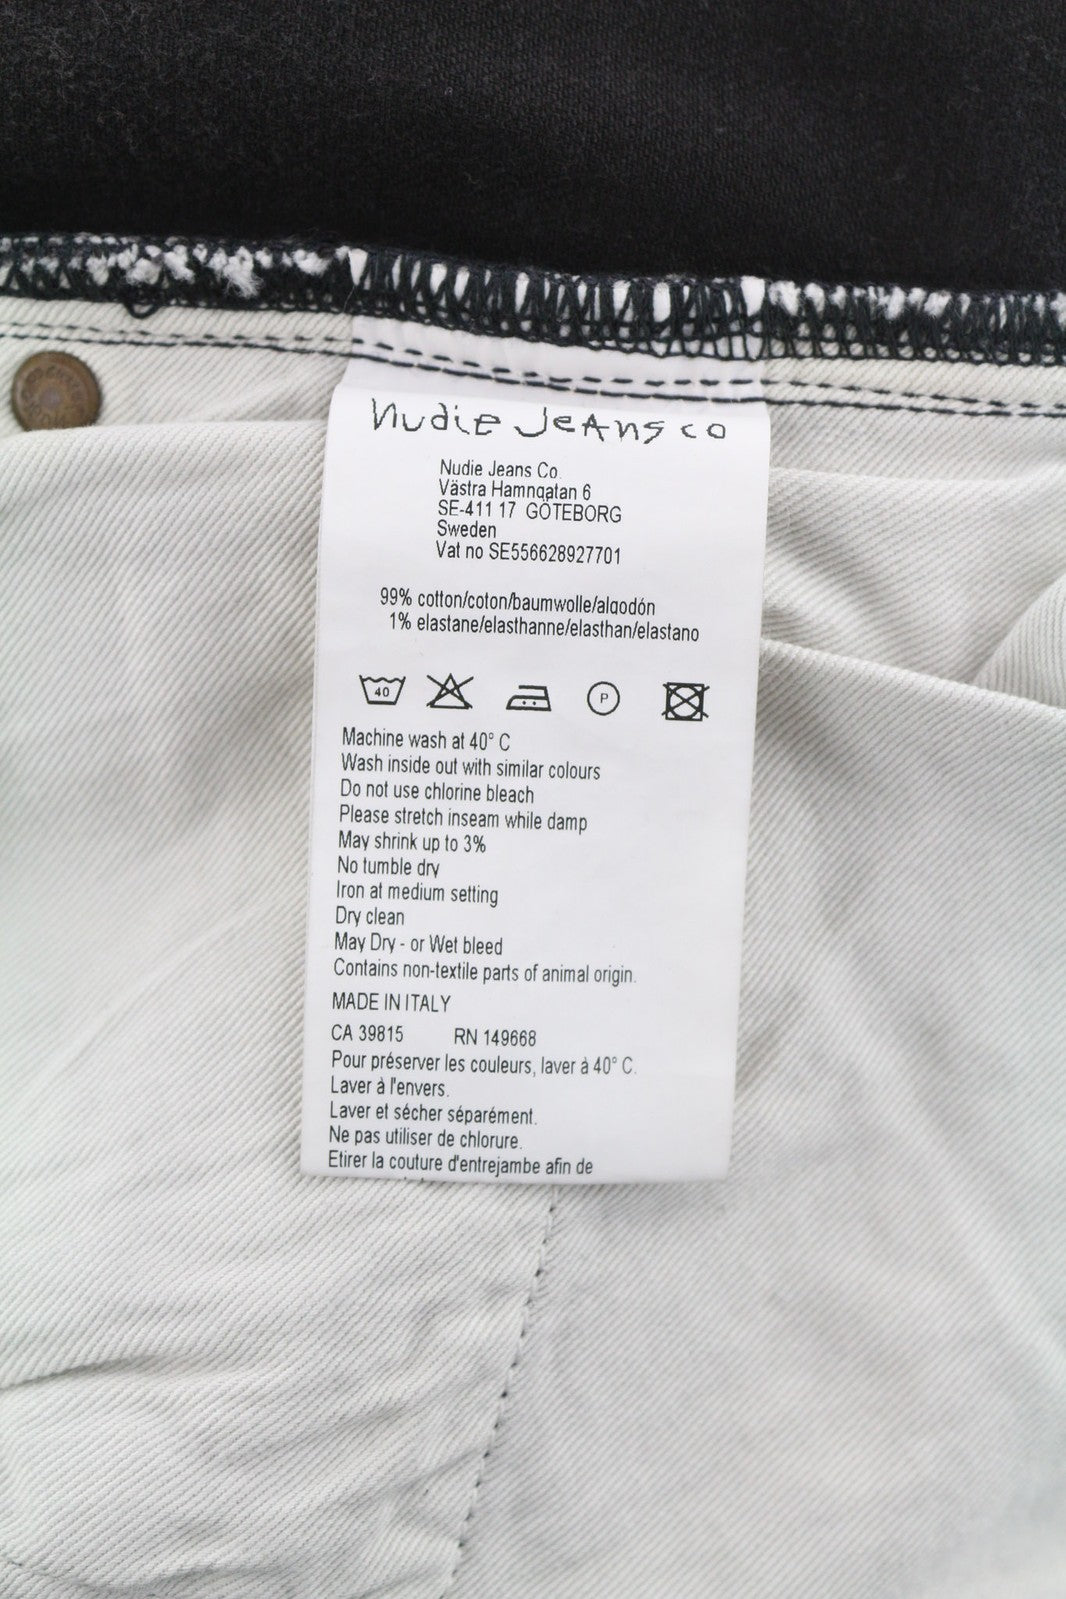 nudie jeans co
Nudie Jeans Co.
Västra Hamngatan 6
SE-411 17 GÖTEBORG
Sweden
Vat no SE556628927701
99% cotton/coton/baumwolle/algodón
1% elastane/elasthanne/elasthan/elastano
40
P
Machine wash at 40° C
Wash inside out with similar colours
Do not use chlorine bleach
Please stretch inseam while damp
May shrink up to 3%
No tumble dry
Iron at medium setting
Dry clean
May Dry - or Wet bleed
Contains non-textile parts of animal origin.
MADE IN ITALY
CA 39815 RN 149668
Pour préserver les couleurs, laver à 40° C.
Laver à l'envers.
Laver et sécher séparément.
Ne pas utiliser de chlorure.
Etirer la couture d'entrejambe afin de